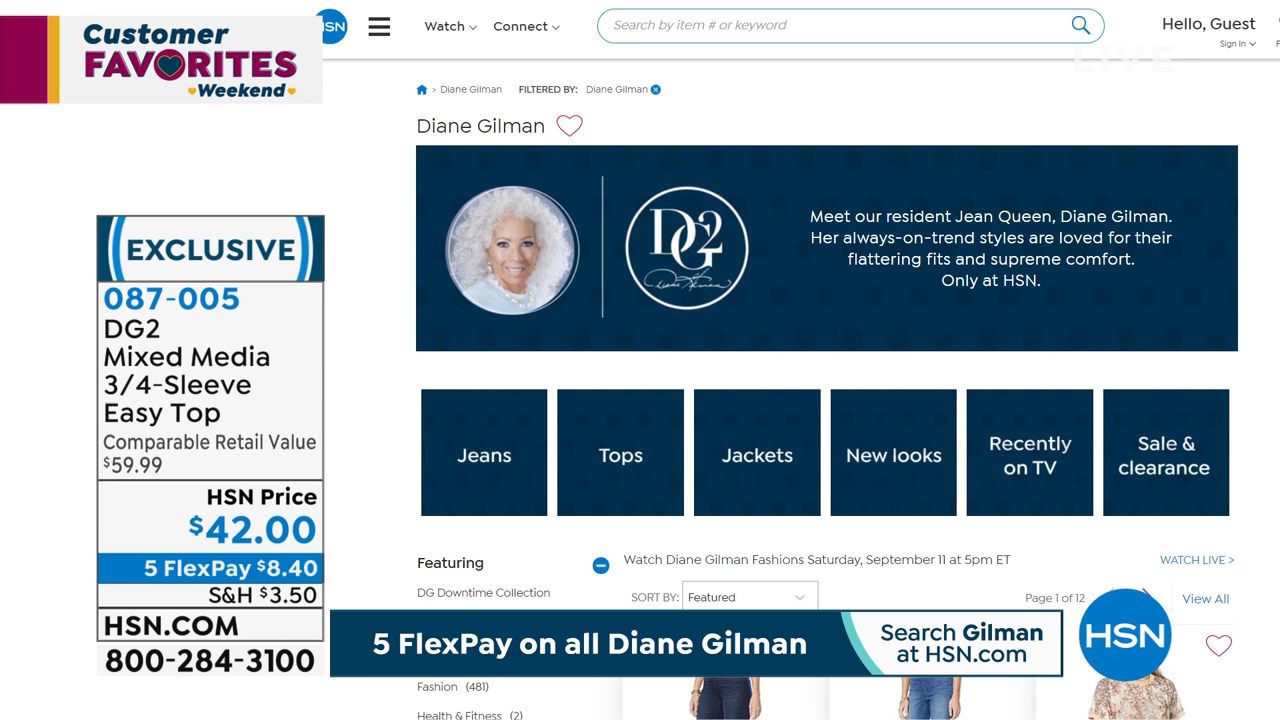 Customer
FAVORITES
Weekend
HSN
Watch
Connect
Search by item # or keyword
Hello, Guest
Sign In
LIVE
> Diane Gilman FILTERED BY: Diane Gilman
Diane Gilman
DG2
Diane Gilman
Meet our resident Jean Queen, Diane Gilman.
Her always-on-trend styles are loved for their
flattering fits and supreme comfort.
Only at HSN.
EXCLUSIVE
087-005
DG2
Mixed Media
3/4-Sleeve
Easy Top
Comparable Retail Value
$59.99
HSN Price
$42.00
5 FlexPay $8.40
S&H $3.50
HSN.COM
800-284-3100
Jeans
Tops
Jackets
New looks
Recently
on TV
Sale &
clearance
Featuring
DG Downtime Collection
Watch Diane Gilman Fashions Saturday, September 11 at 5pm ET
WATCH LIVE >
SORT BY: Featured
Page 1 of 12
View All
5 FlexPay on all Diane Gilman
Search Gilman
at HSN.com
HSN
Fashion (481)
Health & Fitness (2)